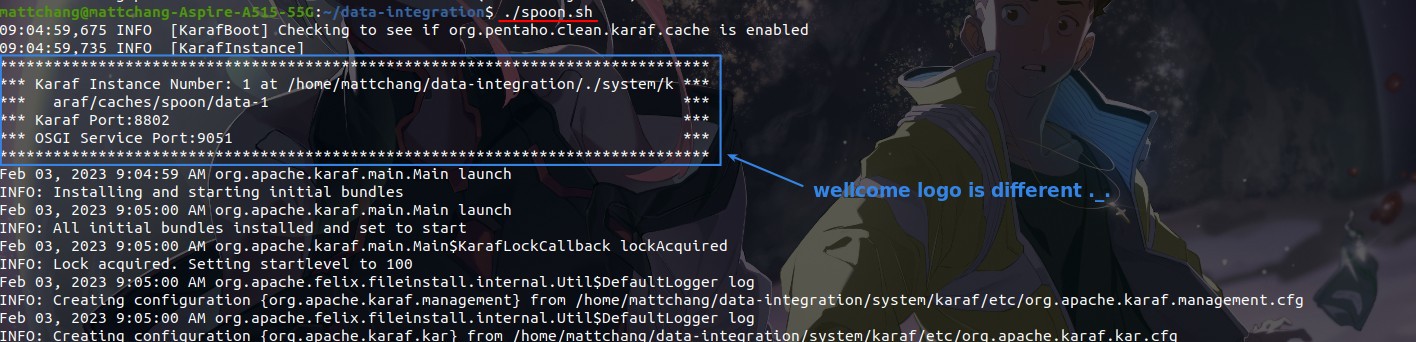 mattchang@mattchang-Aspire-A515-55G:~/data-integration$ ./spoon.sh
09:04:59,675 INFO  [KarafBoot] Checking to see if org.pentaho.clean.karaf.cache is enabled
09:04:59,735 INFO  [KarafInstance]
*******************************************************************************
*** Karaf Instance Number: 1 at /home/mattchang/data-integration/./system/k ***
***   araf/caches/spoon/data-1                                              ***
*** Karaf Port:8802                                                         ***
*** OSGI Service Port:9051                                                  ***
*******************************************************************************
wellcome logo is different ._.
Feb 03, 2023 9:04:59 AM org.apache.karaf.main.Main launch
INFO: Installing and starting initial bundles
Feb 03, 2023 9:05:00 AM org.apache.karaf.main.Main launch
INFO: All initial bundles installed and set to start
Feb 03, 2023 9:05:00 AM org.apache.karaf.main.Main$KarafLockCallback lockAcquired
INFO: Lock acquired. Setting startlevel to 100
Feb 03, 2023 9:05:00 AM org.apache.felix.fileinstall.internal.Util$DefaultLogger log
INFO: Creating configuration {org.apache.karaf.management} from /home/mattchang/data-integration/system/karaf/etc/org.apache.karaf.management.cfg
Feb 03, 2023 9:05:00 AM org.apache.felix.fileinstall.internal.Util$DefaultLogger log
INFO: Creating configuration {org.apache.karaf.kar} from /home/mattchang/data-integration/system/karaf/etc/org.apache.karaf.kar.cfg